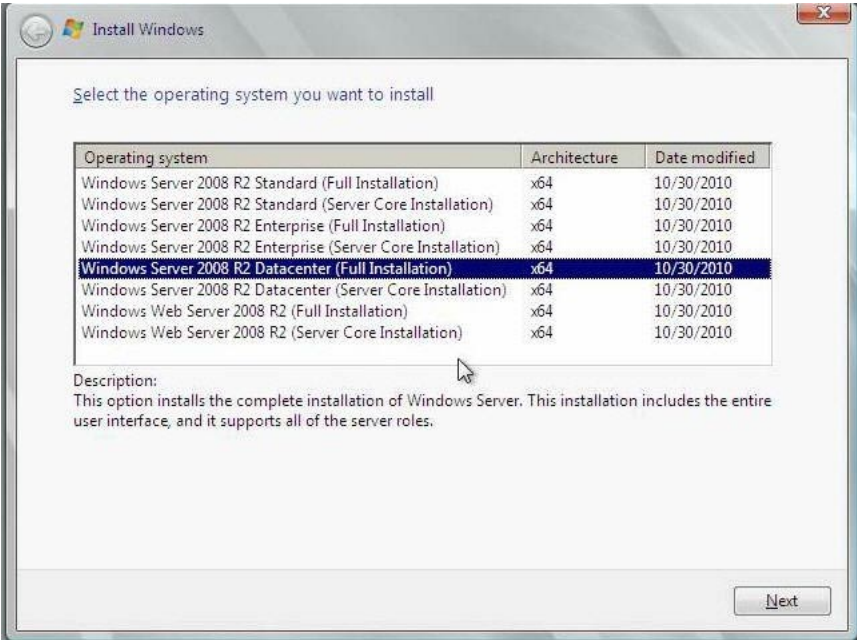 Install Windows
Select the operating system you want to install
Operating system Architecture Date modified
Windows Server 2008 R2 Standard (Full Installation) x64 10/30/2010
Windows Server 2008 R2 Standard (Server Core Installation) x64 10/30/2010
Windows Server 2008 R2 Enterprise (Full Installation) x64 10/30/2010
Windows Server 2008 R2 Enterprise (Server Core Installation) x64 10/30/2010
Windows Server 2008 R2 Datacenter (Full Installation) x64 10/30/2010
Windows Server 2008 R2 Datacenter (Server Core Installation) x64 10/30/2010
Windows Web Server 2008 R2 (Full Installation) x64 10/30/2010
Windows Web Server 2008 R2 (Server Core Installation) x64 10/30/2010
Description:
This option installs the complete installation of Windows Server. This installation includes the entire
user interface, and it supports all of the server roles.
Next